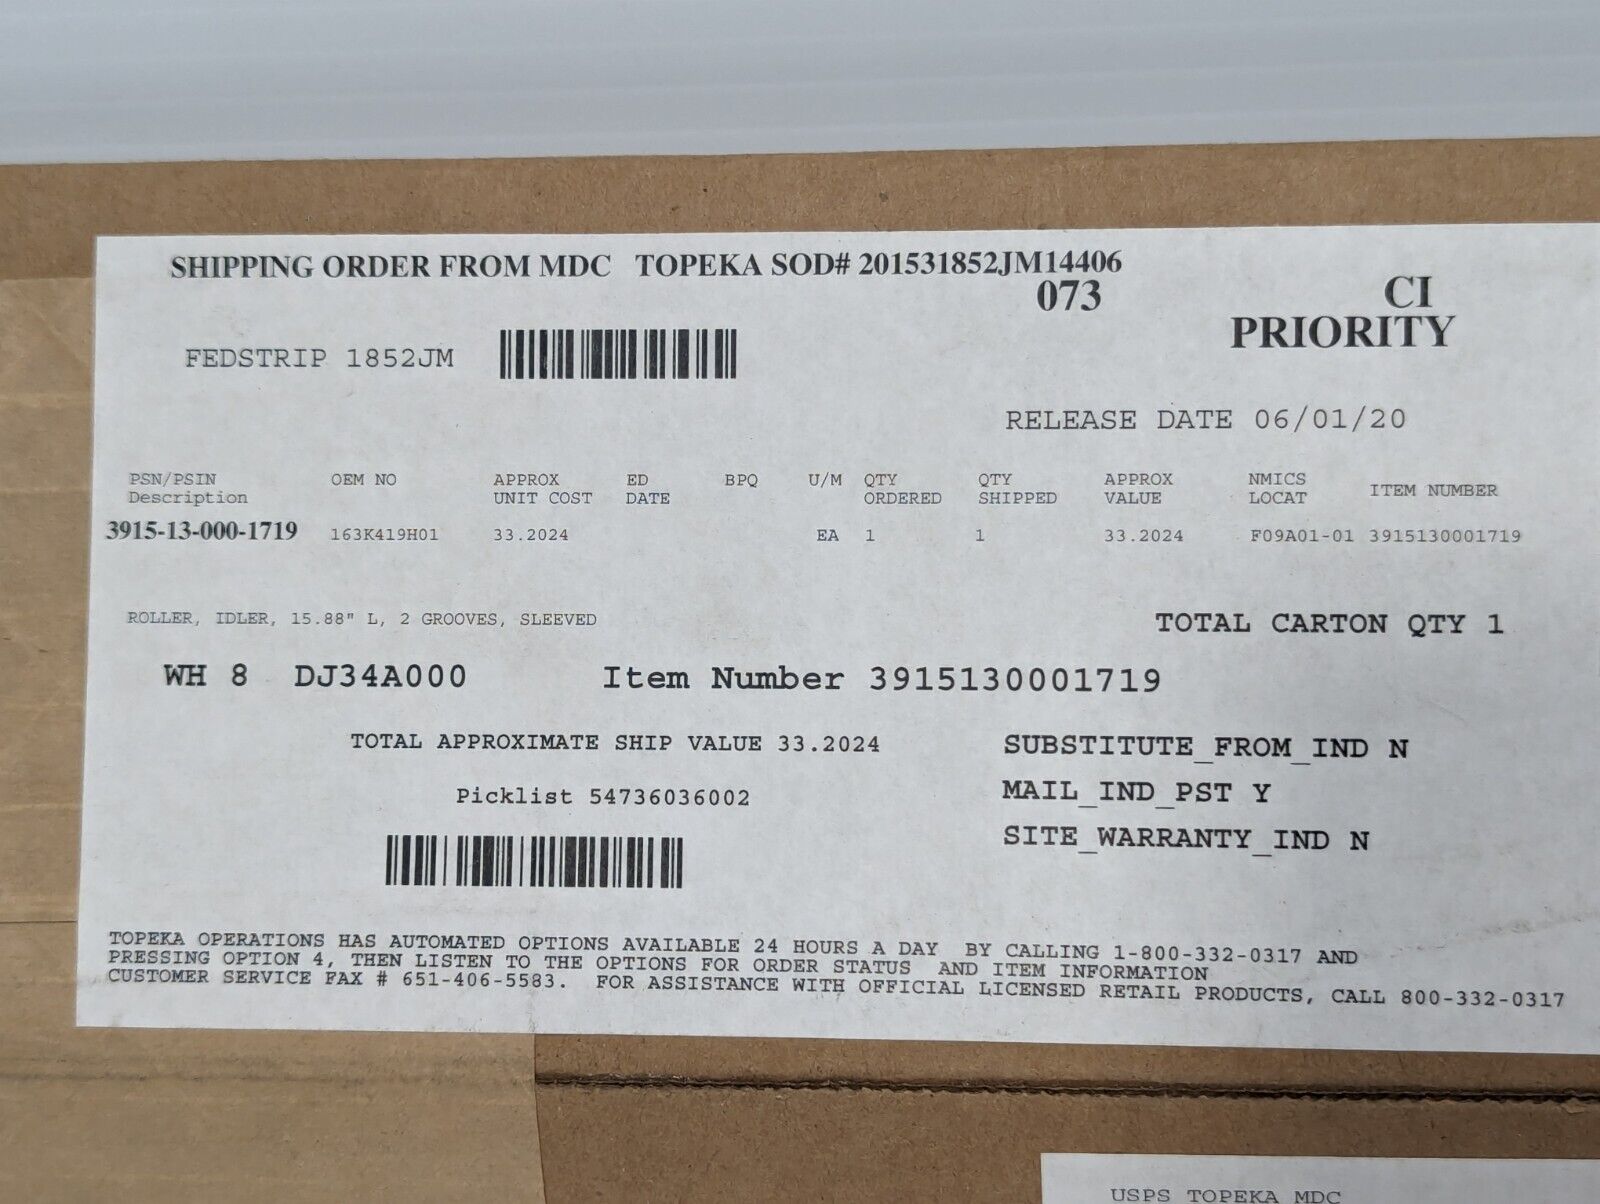 SHIPPING ORDER FROM MDC TOPEKA SOD# 201531852JM14406
073
CI
PRIORITY
FEDSTRIP 1852JM
RELEASE DATE 06/01/20
PSN/PSIN OEM NO APPROX ED BPQ U/M QTY QTY APPROX NMICS ITEM NUMBER
Description UNIT COST DATE ORDERED SHIPPED VALUE LOCAT
3915-13-000-1719 163K419H01 33.2024 EA 1 1 33.2024 F09A01-01 3915130001719
ROLLER, IDLER, 15.88" L, 2 GROOVES, SLEEVED
TOTAL CARTON QTY 1
WH 8 DJ34A000 Item Number 3915130001719
TOTAL APPROXIMATE SHIP VALUE 33.2024
SUBSTITUTE_FROM_IND N
Picklist 54736036002
MAIL_IND_PST Y
SITE_WARRANTY_IND N
TOPEKA OPERATIONS HAS AUTOMATED OPTIONS AVAILABLE 24 HOURS A DAY BY CALLING 1-800-332-0317 AND
PRESSING OPTION 4, THEN LISTEN TO THE OPTIONS FOR ORDER STATUS AND ITEM INFORMATION
CUSTOMER SERVICE FAX # 651-406-5583. FOR ASSISTANCE WITH OFFICIAL LICENSED RETAIL PRODUCTS, CALL 800-332-0317
USPS TOPEKA MDC